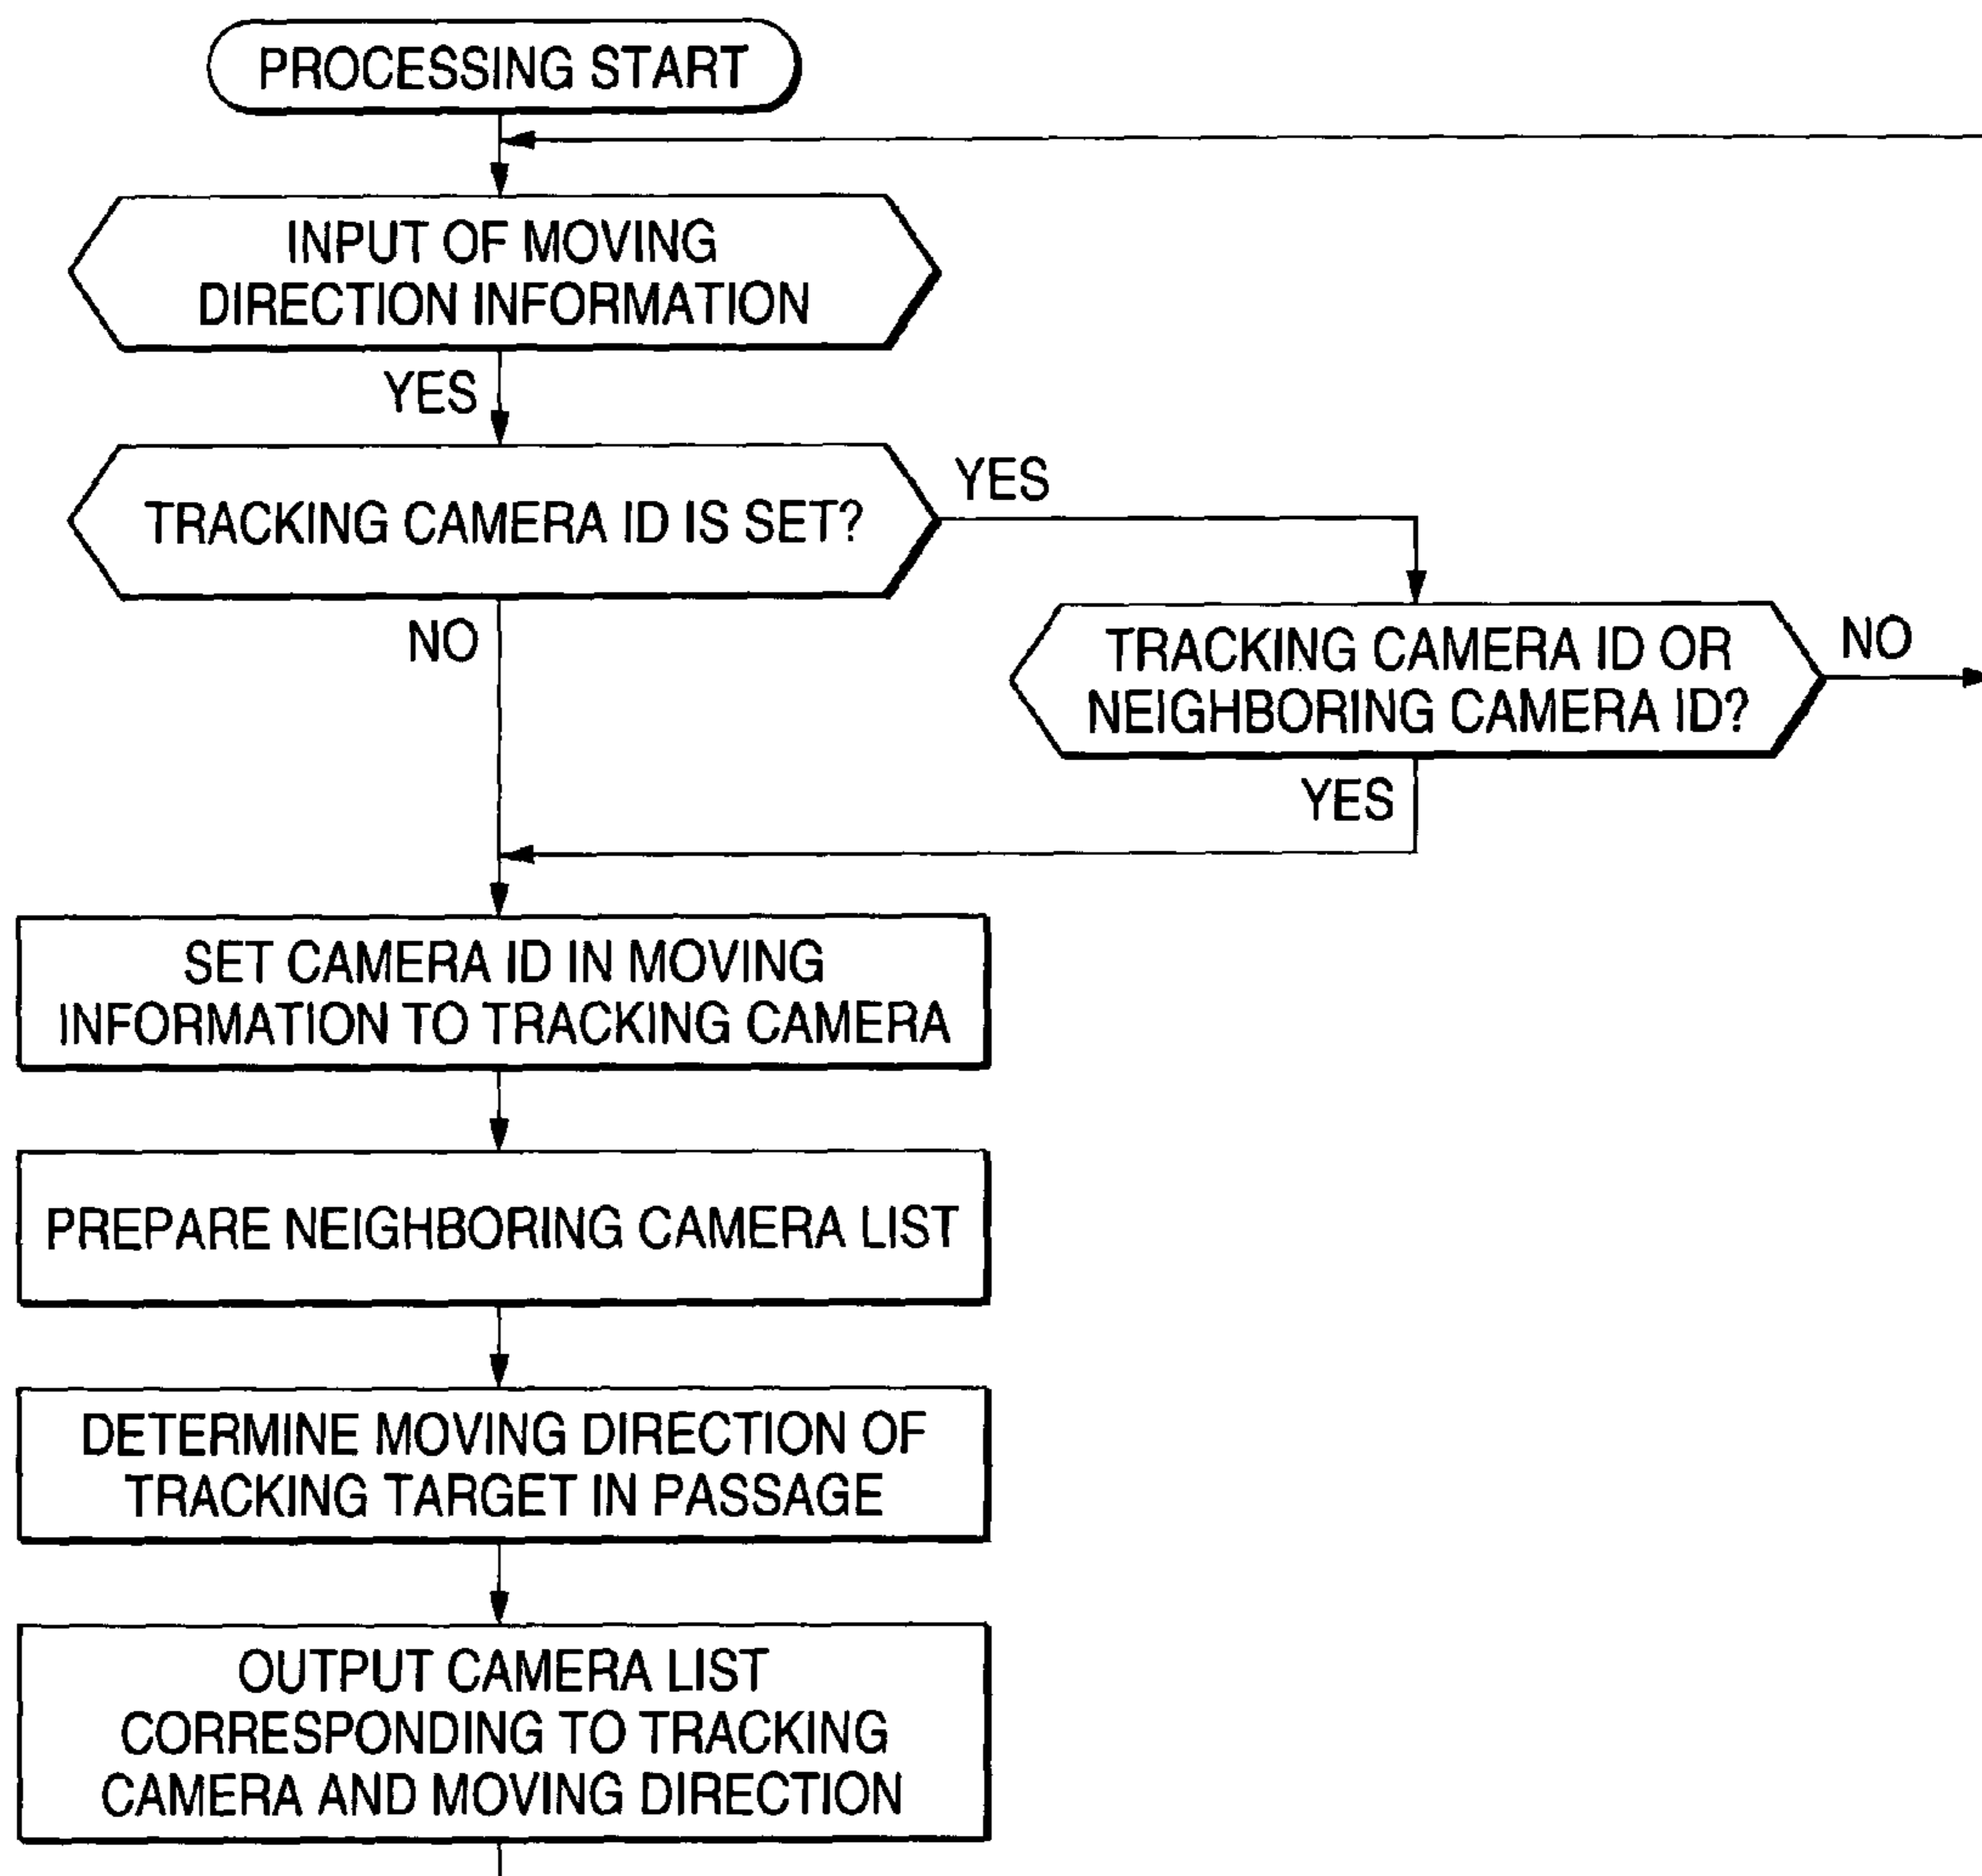 PROCESSING START
INPUT OF MOVING
DIRECTION INFORMATION
YES
TRACKING CAMERA ID IS SET?
YES
NO
TRACKING CAMERA ID OR
NEIGHBORING CAMERA ID?
NO
YES
SET CAMERA ID IN MOVING
INFORMATION TO TRACKING CAMERA
PREPARE NEIGHBORING CAMERA LIST
DETERMINE MOVING DIRECTION OF
TRACKING TARGET IN PASSAGE
OUTPUT CAMERA LIST
CORRESPONDING TO TRACKING
CAMERA AND MOVING DIRECTION